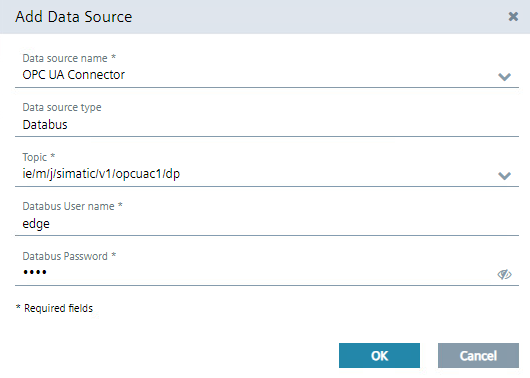 Add Data Source
Data source name *
OPC UA Connector
Data source type
Databus
Topic *
ie/m/j/simatic/v1/opcuac1/dp
Databus User name *
edge
Databus Password *
••••
* Required fields
OK Cancel